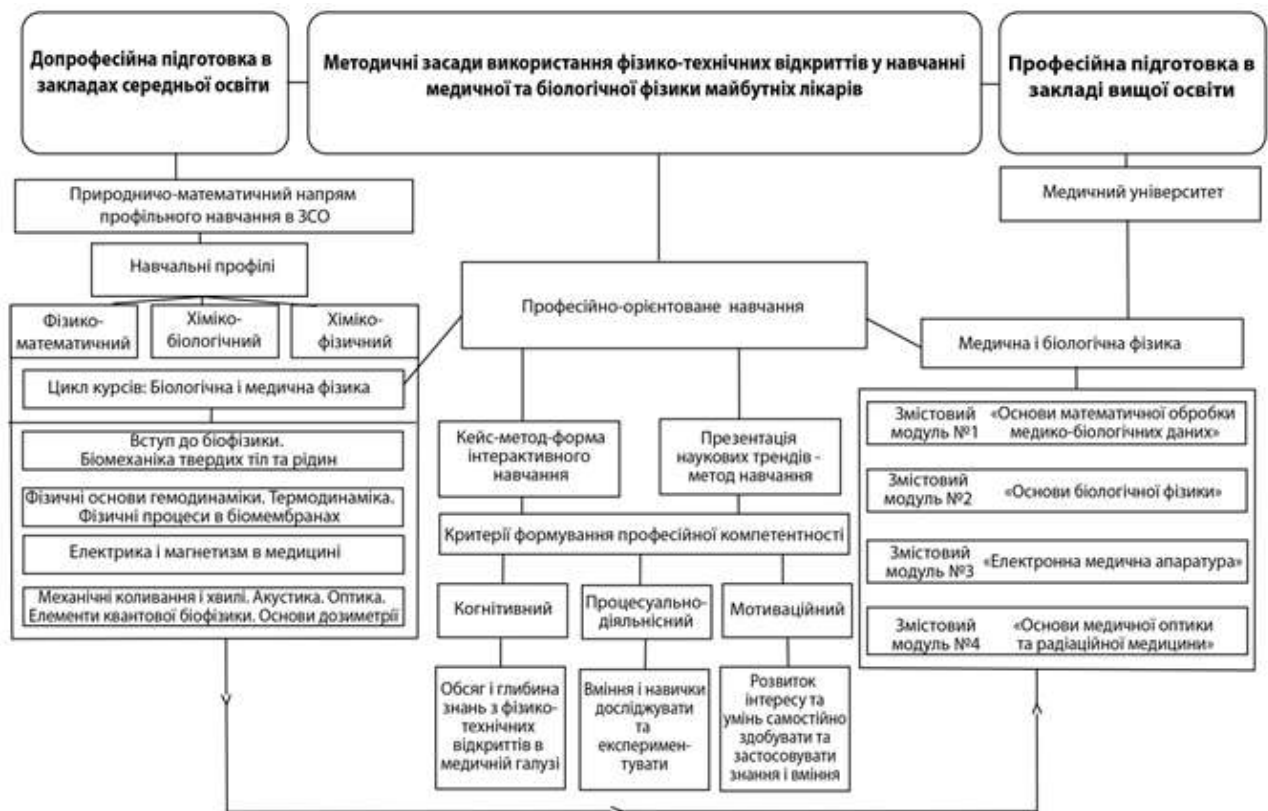 Допрофесійна підготовка в
закладах середньої освіти
Методичні засади використання фізико-технічних відкриттів у навчанні
медичної та біологічної фізики майбутніх лікарів
Професійна підготовка в
закладі вищої освіти
Природничо-математичний напрям
профільного навчання в ЗСО
Навчальні профілі
Фізико-
математичний
Хіміко-
біологічний
Хіміко-
фізичний
Цикл курсів: Біологічна і медична фізика
Вступ до біофізики.
Біомеханіка твердих тіл та рідин
Фізичні основи гемодинаміки. Термодинаміка.
Фізичні процеси в біомембранах
Електрика і магнетизм в медицині
Механічні коливання і хвилі. Акустика. Оптика.
Елементи квантової біофізики. Основи дозиметрії
Професійно-орієнтоване навчання
Кейс-метод-форма
інтерактивного
навчання
Презентація
наукових трендів -
метод навчання
Критерії формування професійної компетентності
Когнітивний
Процесуально-
діяльнісний
Мотиваційний
Обсяг і глибина
знань з фізико-
технічних
відкриттів в
медичній галузі
Вміння і навички
досліджувати
та
експеримен-
тувати
Розвиток
інтересу та
умінь самостійно
здобувати та
застосовувати
знання і вміння
Медичний університет
Медична і біологічна фізика
Змістовий «Основи математичної обробки
модуль №1 медико-біологічних даних»
Змістовий
модуль №2 «Основи біологічної фізики»
Змістовий
модуль №3 «Електронна медична апаратура»
Змістовий «Основи медичної оптики
модуль №4 та радіаційної медицини»